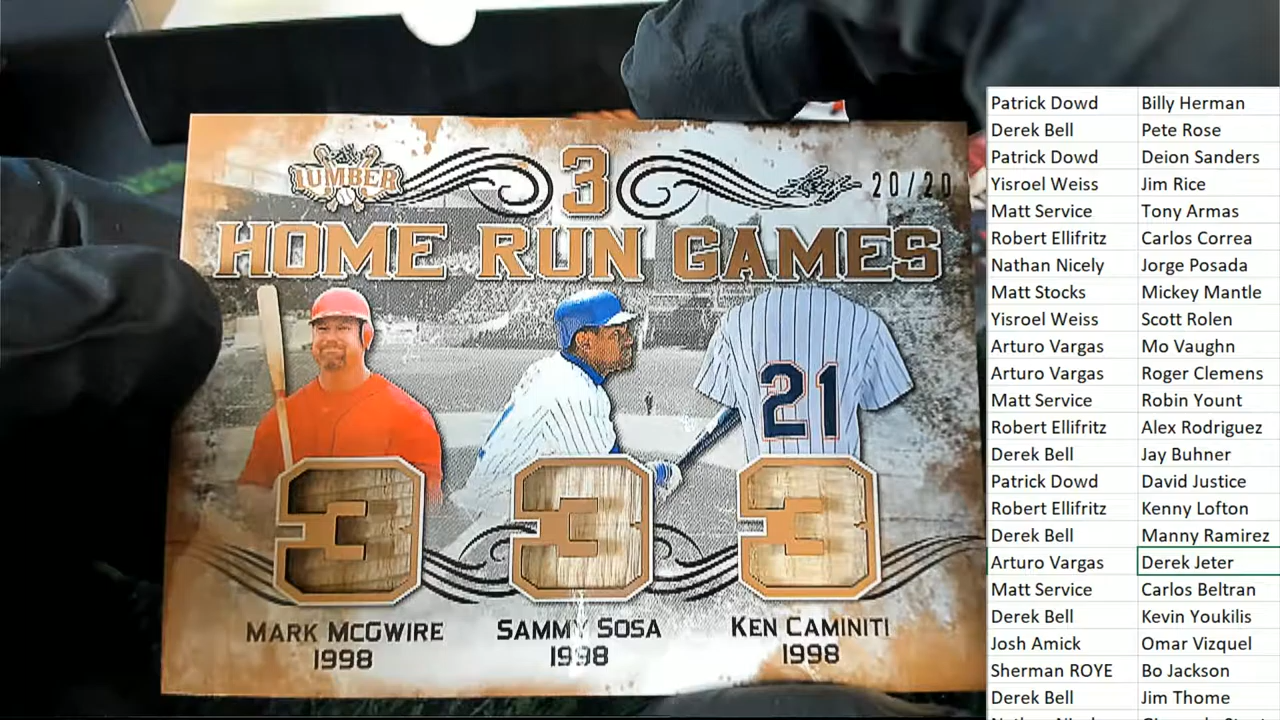 LUMBER
3
Leaf
20/20
HOME RUN GAMES
21
3 3 3
MARK McGWIRE
1998
SAMMY SOSA
1998
KEN CAMINITI
1998
Patrick Dowd Billy Herman
Derek Bell Pete Rose
Patrick Dowd Deion Sanders
Yisroel Weiss Jim Rice
Matt Service Tony Armas
Robert Ellifritz Carlos Correa
Nathan Nicely Jorge Posada
Matt Stocks Mickey Mantle
Yisroel Weiss Scott Rolen
Arturo Vargas Mo Vaughn
Arturo Vargas Roger Clemens
Matt Service Robin Yount
Robert Ellifritz Alex Rodriguez
Derek Bell Jay Buhner
Patrick Dowd David Justice
Robert Ellifritz Kenny Lofton
Derek Bell Manny Ramirez
Arturo Vargas Derek Jeter
Matt Service Carlos Beltran
Derek Bell Kevin Youkilis
Josh Amick Omar Vizquel
Sherman ROYE Bo Jackson
Derek Bell Jim Thome